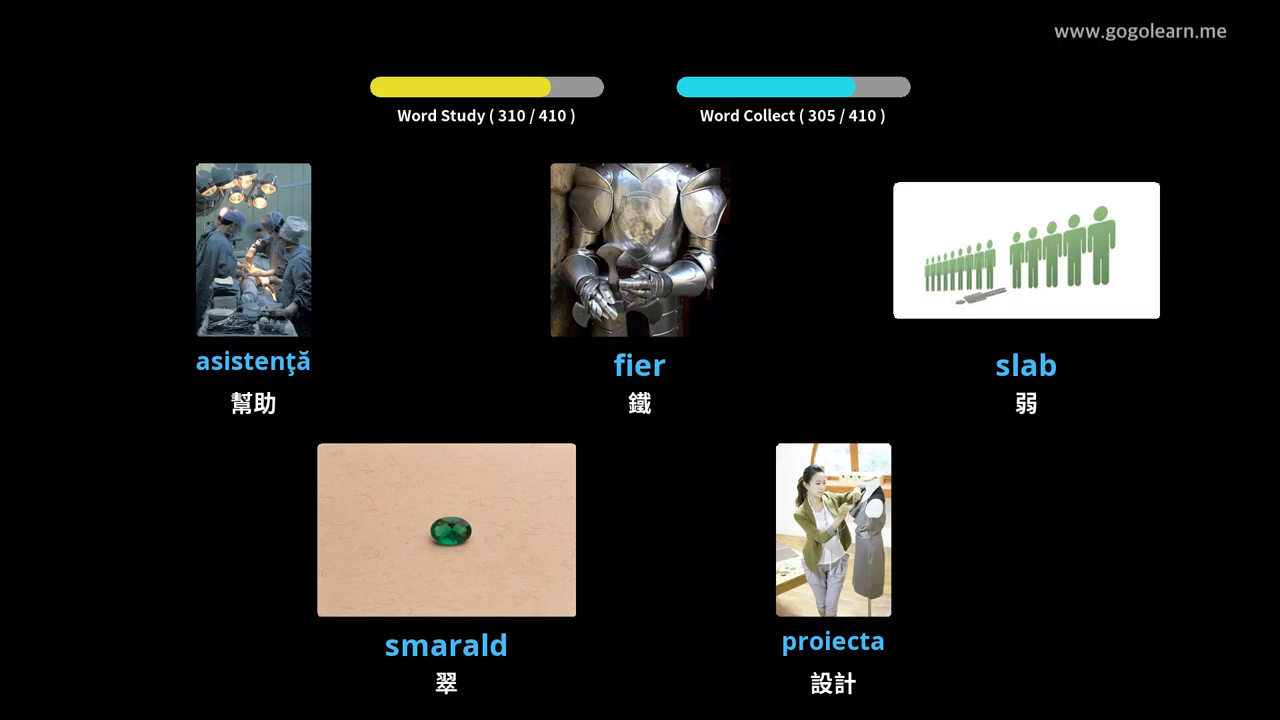 www.gogolearn.me
Word Study ( 310 / 410 )
Word Collect ( 305 / 410 )
asistenţă
幫助
fier
鐵
slab
弱
smarald
翠
proiecta
設計